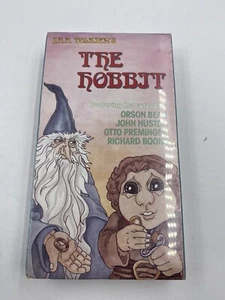 J.R.R. TOLKIEN'S
THE
HOBBIT
ORSON BEAN
JOHN HUSTON
OTTO PREMINGER
RICHARD BOONE